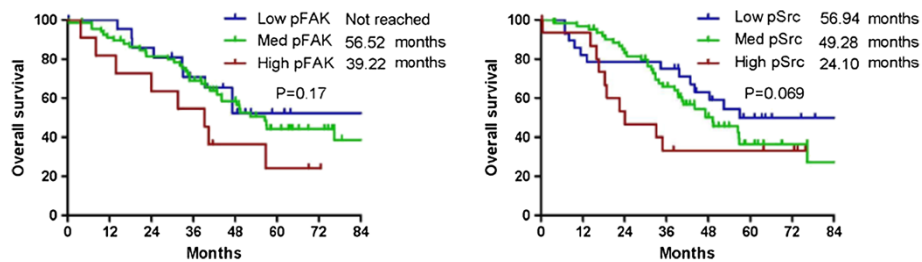 Low pFAK Not reached
Med pFAK 56.52 months
High pFAK 39.22 months
P=0.17
Overall survival
100
80
60
40
20
0
0 12 24 36 48 60 72 84
Months
Low pSrc 56.94 months
Med pSrc 49.28 months
High pSrc 24.10 months
P=0.069
Overall survival
100
80
60
40
20
0
0 12 24 36 48 60 72 84
Months